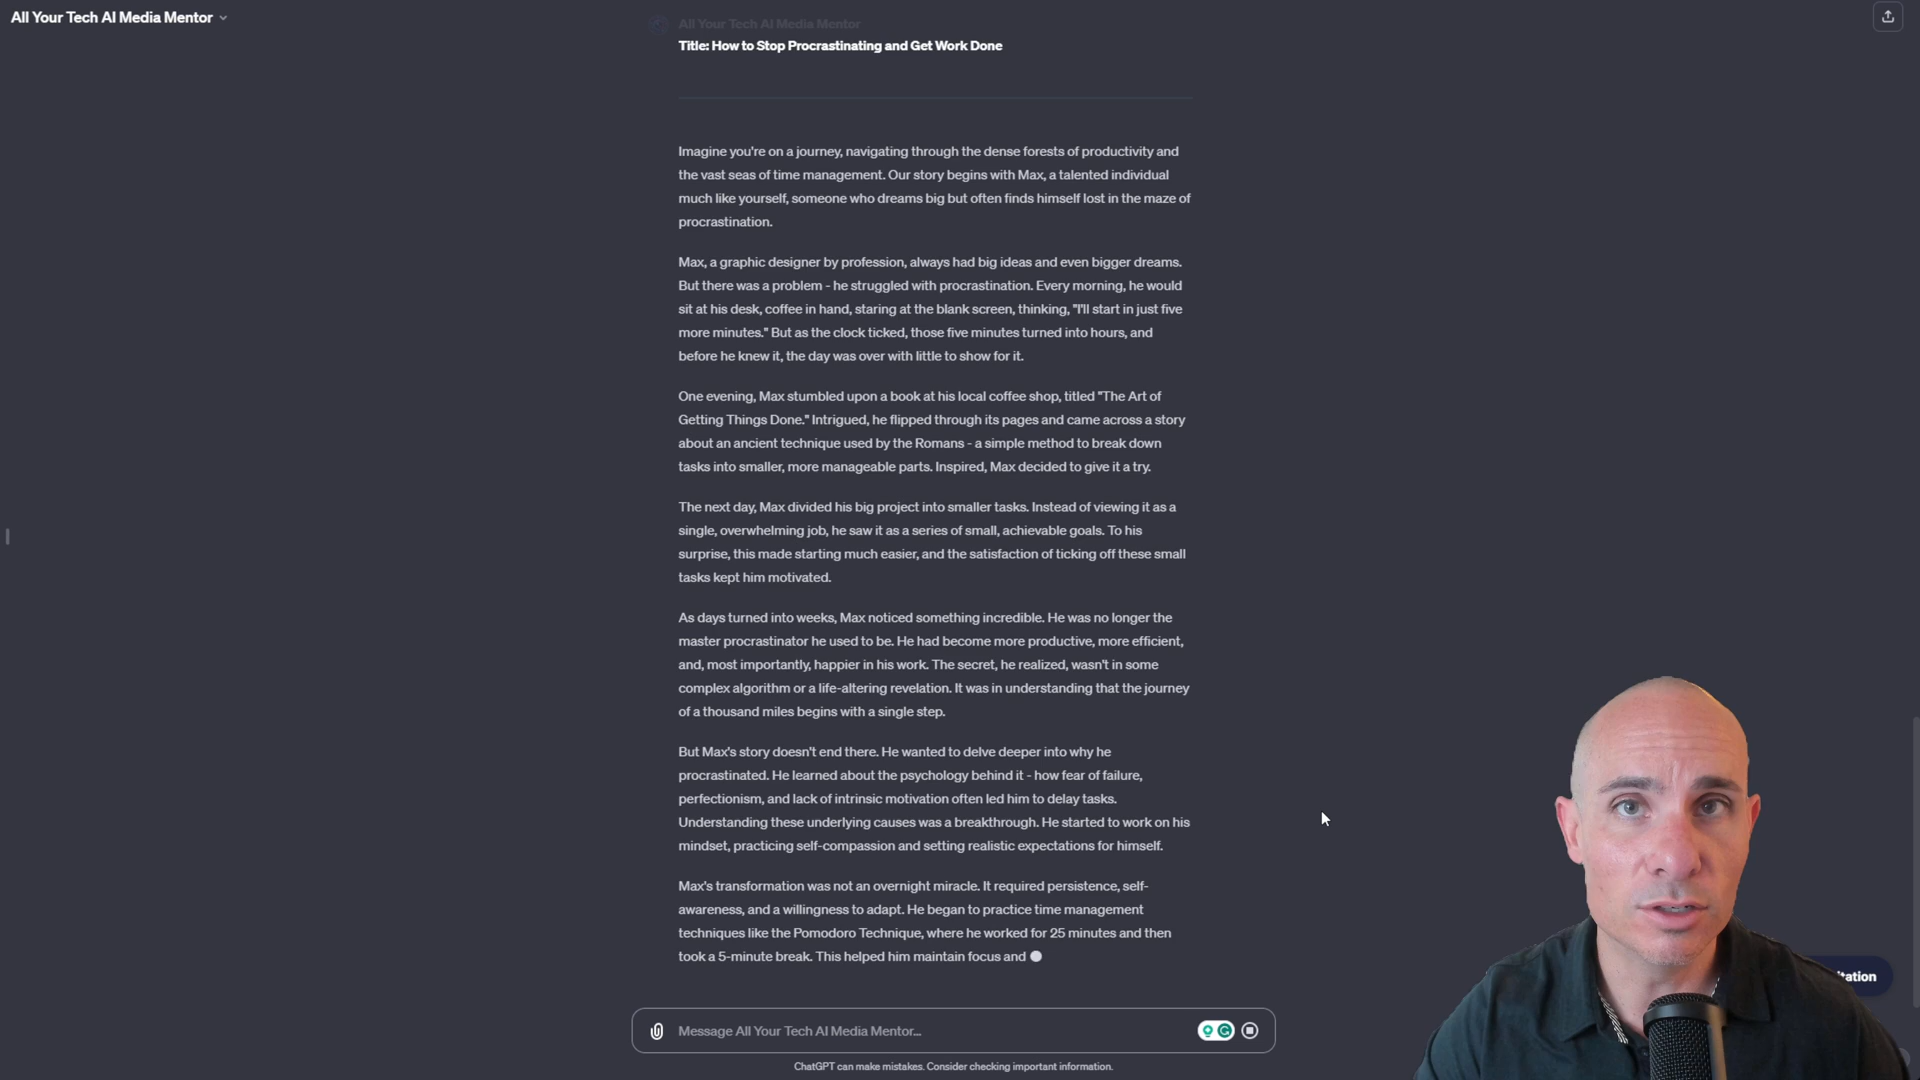 All Your Tech AI Media Mentor
All Your Tech AI Media Mentor
Title: How to Stop Procrastinating and Get Work Done
Imagine you're on a journey, navigating through the dense forests of productivity and
the vast seas of time management. Our story begins with Max, a talented individual
much like yourself, someone who dreams big but often finds himself lost in the maze of
procrastination.
Max, a graphic designer by profession, always had big ideas and even bigger dreams.
But there was a problem - he struggled with procrastination. Every morning, he would
sit at his desk, coffee in hand, staring at the blank screen, thinking, "I'll start in just five
more minutes." But as the clock ticked, those five minutes turned into hours, and
before he knew it, the day was over with little to show for it.
One evening, Max stumbled upon a book at his local coffee shop, titled "The Art of
Getting Things Done." Intrigued, he flipped through its pages and came across a story
about an ancient technique used by the Romans - a simple method to break down
tasks into smaller, more manageable parts. Inspired, Max decided to give it a try.
The next day, Max divided his big project into smaller tasks. Instead of viewing it as a
single, overwhelming job, he saw it as a series of small, achievable goals. To his
surprise, this made starting much easier, and the satisfaction of ticking off these small
tasks kept him motivated.
As days turned into weeks, Max noticed something incredible. He was no longer the
master procrastinator he used to be. He had become more productive, more efficient,
and, most importantly, happier in his work. The secret, he realized, wasn't in some
complex algorithm or a life-altering revelation. It was in understanding that the journey
of a thousand miles begins with a single step.
But Max's story doesn't end there. He wanted to delve deeper into why he
procrastinated. He learned about the psychology behind it - how fear of failure,
perfectionism, and lack of intrinsic motivation often led him to delay tasks.
Understanding these underlying causes was a breakthrough. He started to work on his
mindset, practicing self-compassion and setting realistic expectations for himself.
Max's transformation was not an overnight miracle. It required persistence, self-
awareness, and a willingness to adapt. He began to practice time management
techniques like the Pomodoro Technique, where he worked for 25 minutes and then
took a 5-minute break. This helped him maintain focus and
tation
Message All Your Tech AI Media Mentor...
ChatGPT can make mistakes. Consider checking important information.